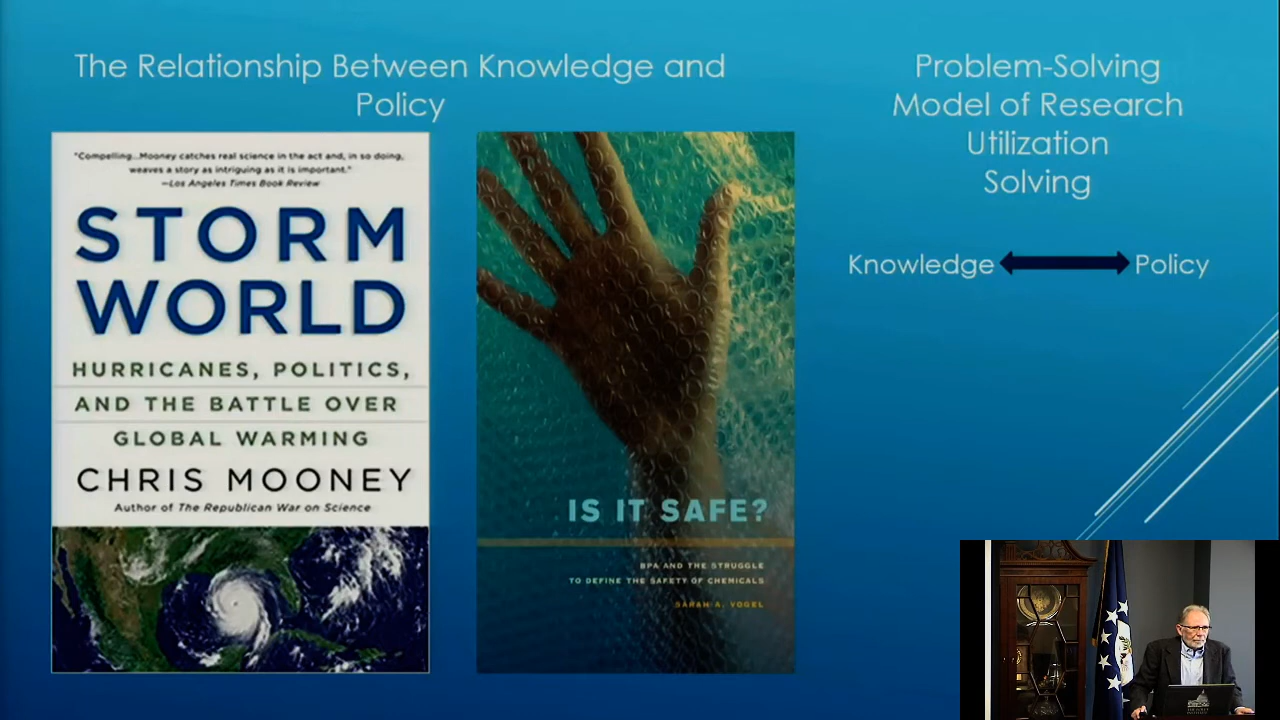 The Relationship Between Knowledge and
Policy
"Compelling...Mooney catches real science in the act and, in so doing,
weaves a story as intriguing as it is important."
—Los Angeles Times Book Review
STORM
WORLD
HURRICANES, POLITICS,
AND THE BATTLE OVER
GLOBAL WARMING
CHRIS MOONEY
Author of The Republican War on Science
IS IT SAFE?
BPA AND THE STRUGGLE
TO DEFINE THE SAFETY OF CHEMICALS
SARAH A. VOGEL
Problem-Solving
Model of Research
Utilization
Solving
Knowledge Policy